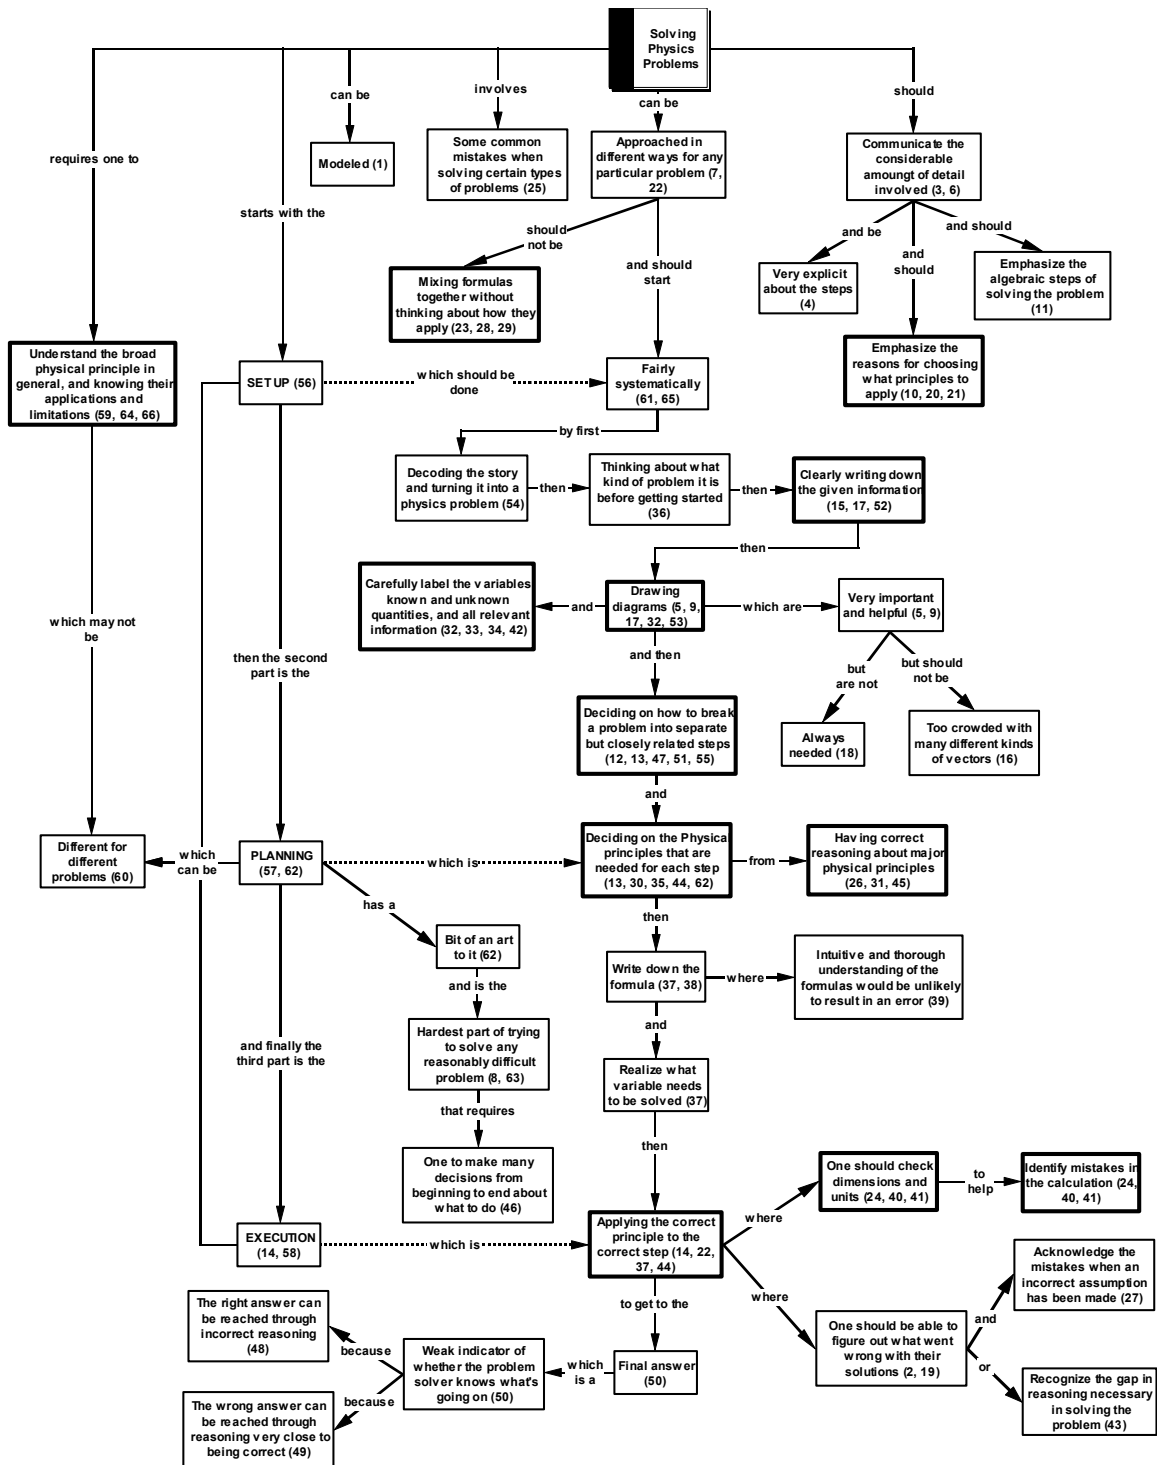 Solving
Physics
Problems
requires one to
starts with the
can be
involves
can be
should
Modeled (1)
Some common
mistakes when
solving certain types
of problems (25)
Approached in
different ways for any
particular problem (7,
22)
Communicate the
considerable
amoungt of detail
involved (3, 6)
should
not be
and should
start
and be
and
should
and should
Mixing formulas
together without
thinking about how they
apply (23, 28, 29)
Very explicit
about the steps
(4)
Emphasize the
algebraic steps of
solving the problem
(11)
Emphasize the
reasons for choosing
what principles to
apply (10, 20, 21)
Understand the broad
physical principle in
general, and knowing their
applications and
limitations (59, 64, 66)
SETUP (56)
which should be
done
Fairly
systematically
(61, 65)
by first
Decoding the story
and turning it into a
physics problem (54)
then
Thinking about what
kind of problem it is
before getting started
(36)
then
Clearly writing down
the given information
(15, 17, 52)
then
Carefully label the variables
known and unknown
quantities, and all relevant
information (32, 33, 34, 42)
and
Drawing
diagrams (5, 9,
17, 32, 53)
which are
Very important
and helpful (5, 9)
which may not
be
then the second
part is the
and then
but
are not
but should
not be
Deciding on how to break
a problem into separate
but closely related steps
(12, 13, 47, 51, 55)
Always
needed (18)
Too crowded with
many different kinds
of vectors (16)
and
Different for
different
problems (60)
which
can be
PLANNING
(57, 62)
which is
Deciding on the Physical
principles that are
needed for each step
(13, 30, 35, 44, 62)
from
Having correct
reasoning about major
physical principles
(26, 31, 45)
has a
then
Bit of an art
to it (62)
Write down the
formula (37, 38)
where
Intuitive and thorough
understanding of the
formulas would be unlikely
to result in an error (39)
and is the
and
and finally the
third part is the
Hardest part of trying
to solve any
reasonably difficult
problem (8, 63)
Realize what
variable needs
to be solved (37)
that requires
then
One to make many
decisions from
beginning to end about
what to do (46)
One should check
dimensions and
units (24, 40, 41)
to
help
Identify mistakes in
the calculation (24,
40, 41)
EXECUTION
(14, 58)
which is
Applying the correct
principle to the
correct step (14, 22,
37, 44)
where
where
Acknowledge the
mistakes when an
incorrect assumption
has been made (27)
to get to the
The right answer can
be reached through
incorrect reasoning
(48)
because
Weak indicator of
whether the problem
solver knows what's
going on (50)
which
is a
Final answer
(50)
One should be able to
figure out what went
wrong with their
solutions (2, 19)
and
or
because
The wrong answer can
be reached through
reasoning very close to
being correct (49)
Recognize the gap in
reasoning necessary
in solving the
problem (43)